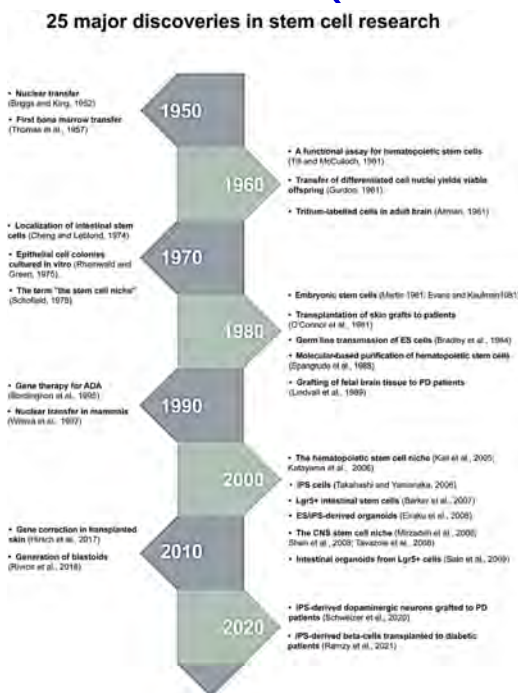 25 major discoveries in stem cell research
1950
• Nuclear transfer
(Briggs and King, 1952)
• First bone marrow transfer
(Thomas et al., 1957)
1960
• A functional assay for hematopoietic stem cells
(Till and McCulloch, 1961)
• Transfer of differentiated cell nuclei yields viable
offspring (Gurdon, 1961)
• Tritium-labelled cells in adult brain (Altman, 1961)
1970
• Localization of intestinal stem
cells (Cheng and Leblond, 1974)
• Epithelial cell colonies
cultured in vitro (Rheinwald and
Green, 1975)
• The term "the stem cell niche"
(Schofield, 1978)
1980
• Embryonic stem cells (Martin 1981; Evans and Kaufman1981)
• Transplantation of skin grafts to patients
(O'Connor et al., 1981)
• Germ line transmission of ES cells (Bradley et al., 1984)
• Molecular-based purification of hematopoietic stem cells
(Spangrude et al., 1988)
• Grafting of fetal brain tissue to PD patients
(Lindvall et al., 1989)
1990
• Gene therapy for ADA
(Bordignon et al., 1995)
• Nuclear transfer in mammals
(Wilmut et al., 1997)
2000
• The hematopoietic stem cell niche (Kiel et al., 2005;
Katayama et al., 2006)
• iPS cells (Takahashi and Yamanaka, 2006)
• Lgr5+ intestinal stem cells (Barker et al., 2007)
• ES/iPS-derived organoids (Eiraku et al., 2008)
• The CNS stem cell niche (Mirzadeh et al., 2008;
Shen et al., 2008; Tavazoie et al., 2008)
• Intestinal organoids from Lgr5+ cells (Sato et al., 2009)
2010
• Gene correction in transplanted
skin (Hirsch et al., 2017)
• Generation of blastoids
(Rivron et al., 2018)
2020
• iPS-derived dopaminergic neurons grafted to PD
patients (Schweitzer et al., 2020)
• iPS-derived beta-cells transplanted to diabetic
patients (Ramzy et al., 2021)